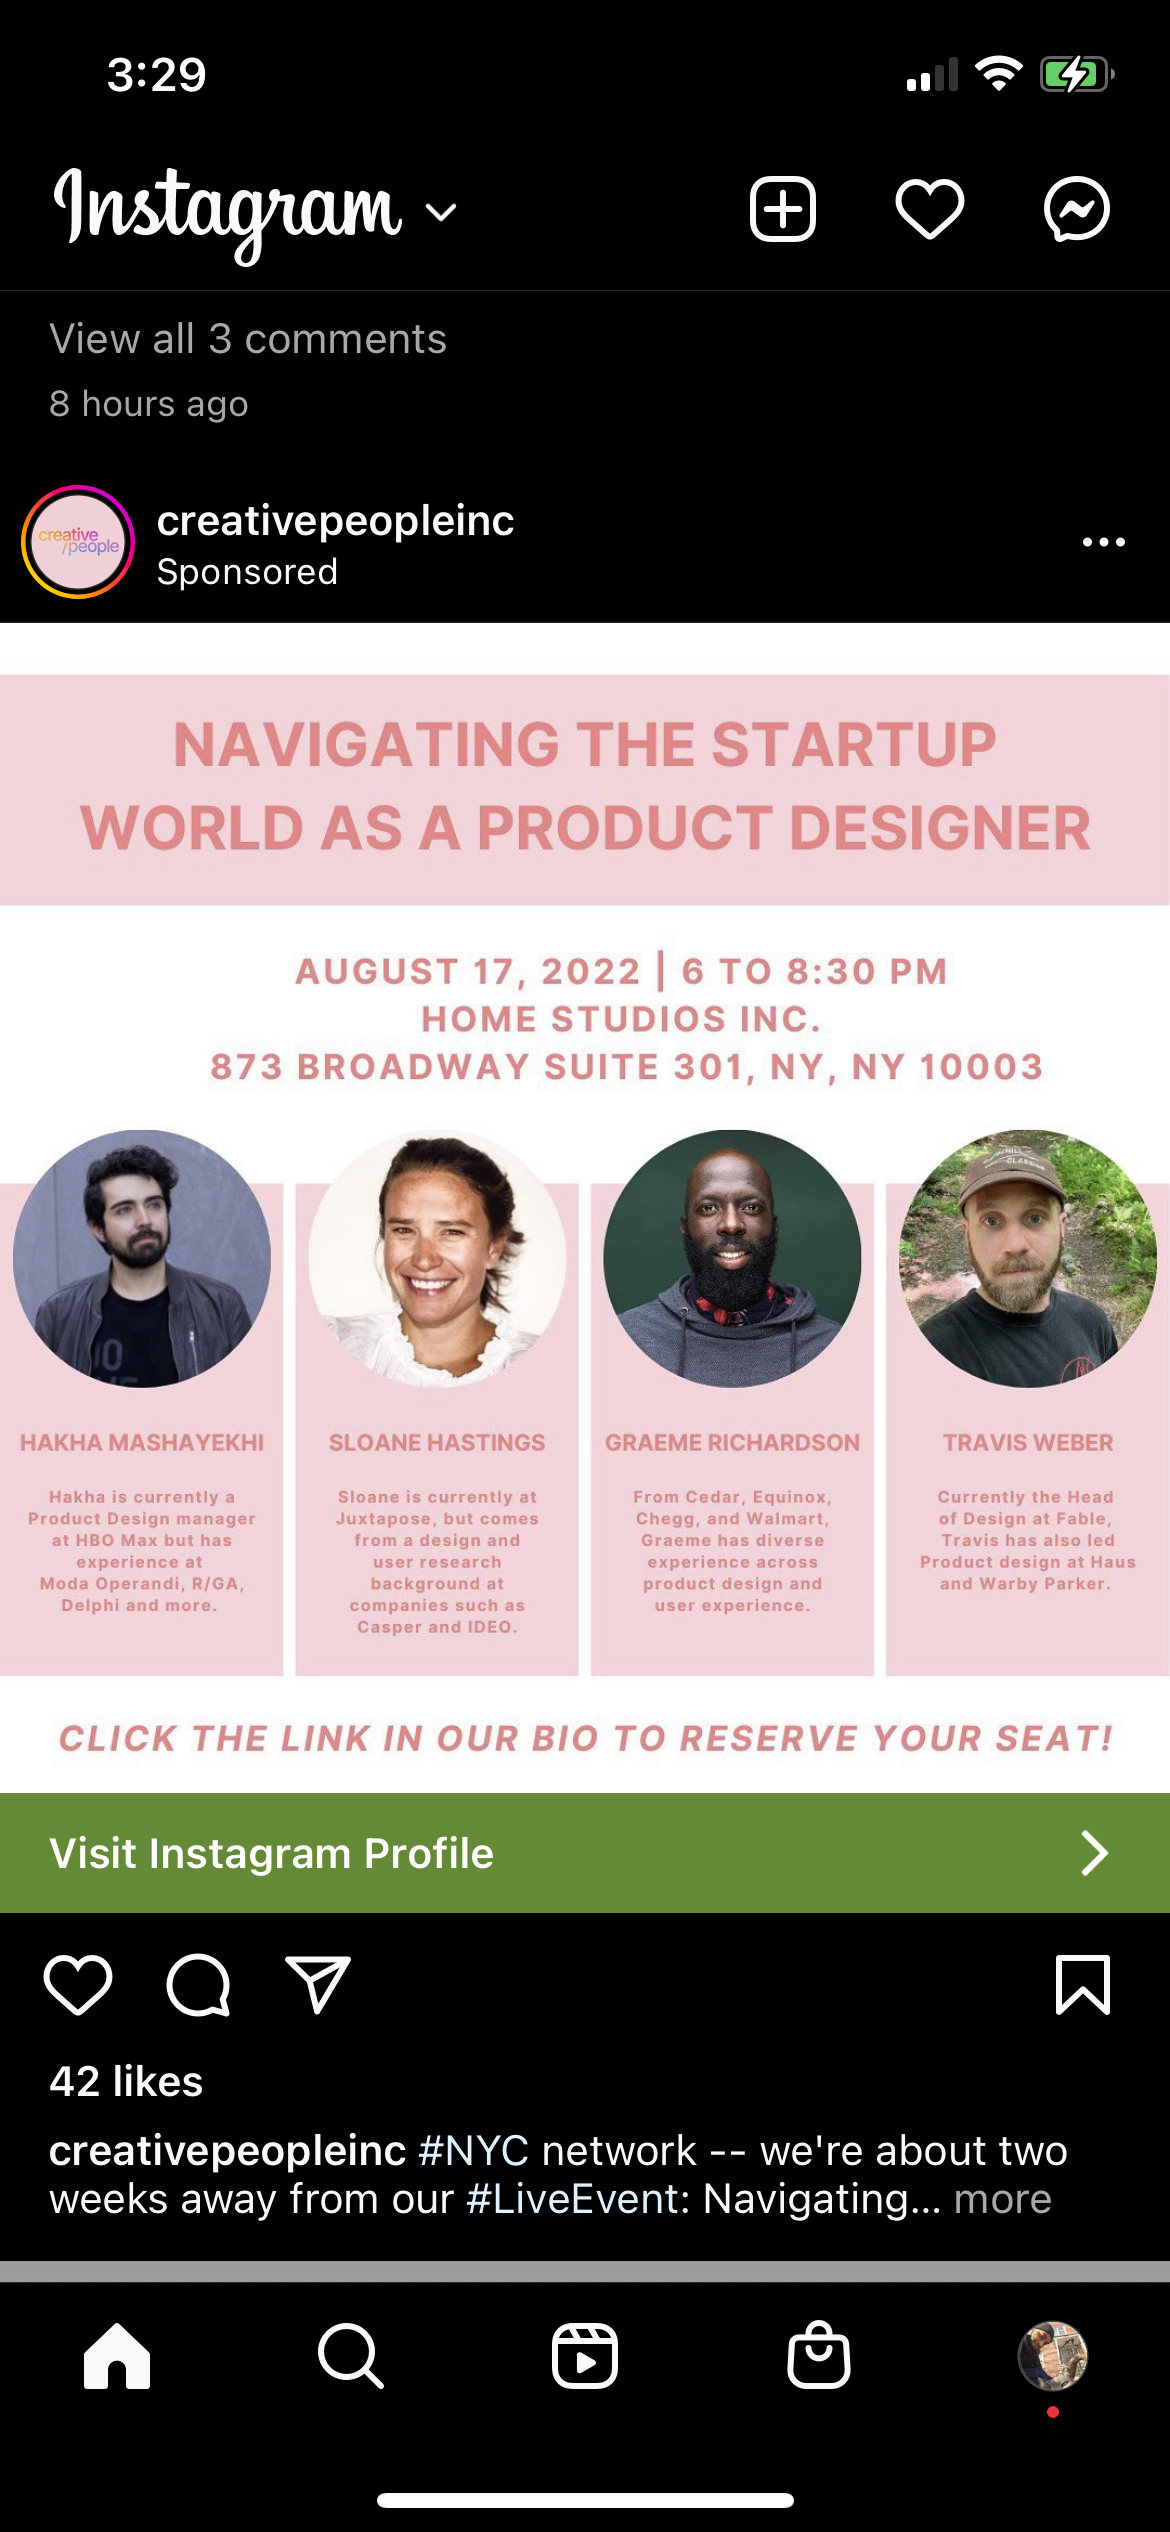 3:29
Instagram
View all 3 comments
8 hours ago
creative
/people
creativepeopleinc
Sponsored
NAVIGATING THE STARTUP
WORLD AS A PRODUCT DESIGNER
AUGUST 17, 2022 | 6 TO 8:30 PM
HOME STUDIOS INC.
873 BROADWAY SUITE 301, NY, NY 10003
HAKHA MASHAYEKHI
Hakha is currently a
Product Design manager
at HBO Max but has
experience at
Moda Operandi, R/GA,
Delphi and more.
SLOANE HASTINGS
Sloane is currently at
Juxtapose, but comes
from a design and
user research
background at
companies such as
Casper and IDEO.
GRAEME RICHARDSON
From Cedar, Equinox,
Chegg, and Walmart,
Graeme has diverse
experience across
product design and
user experience.
TRAVIS WEBER
Currently the Head
of Design at Fable,
Travis has also led
Product design at Haus
and Warby Parker.
CLICK THE LINK IN OUR BIO TO RESERVE YOUR SEAT!
Visit Instagram Profile
42 likes
creativepeopleinc #NYC network -- we're about two
weeks away from our #LiveEvent: Navigating... more